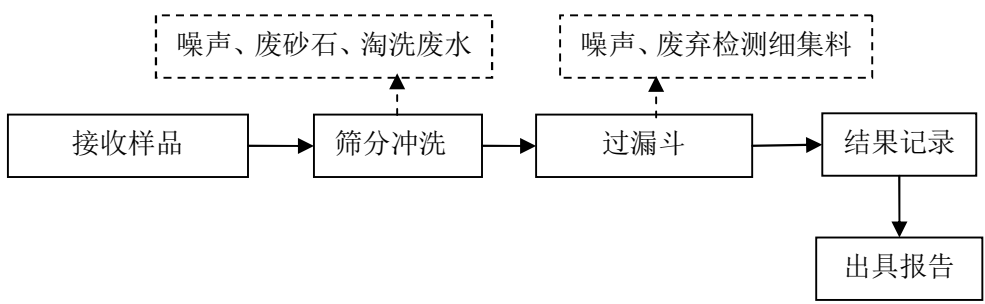 噪声、废砂石、淘洗废水
噪声、废弃检测细集料
接收样品
筛分冲洗
过漏斗
结果记录
出具报告